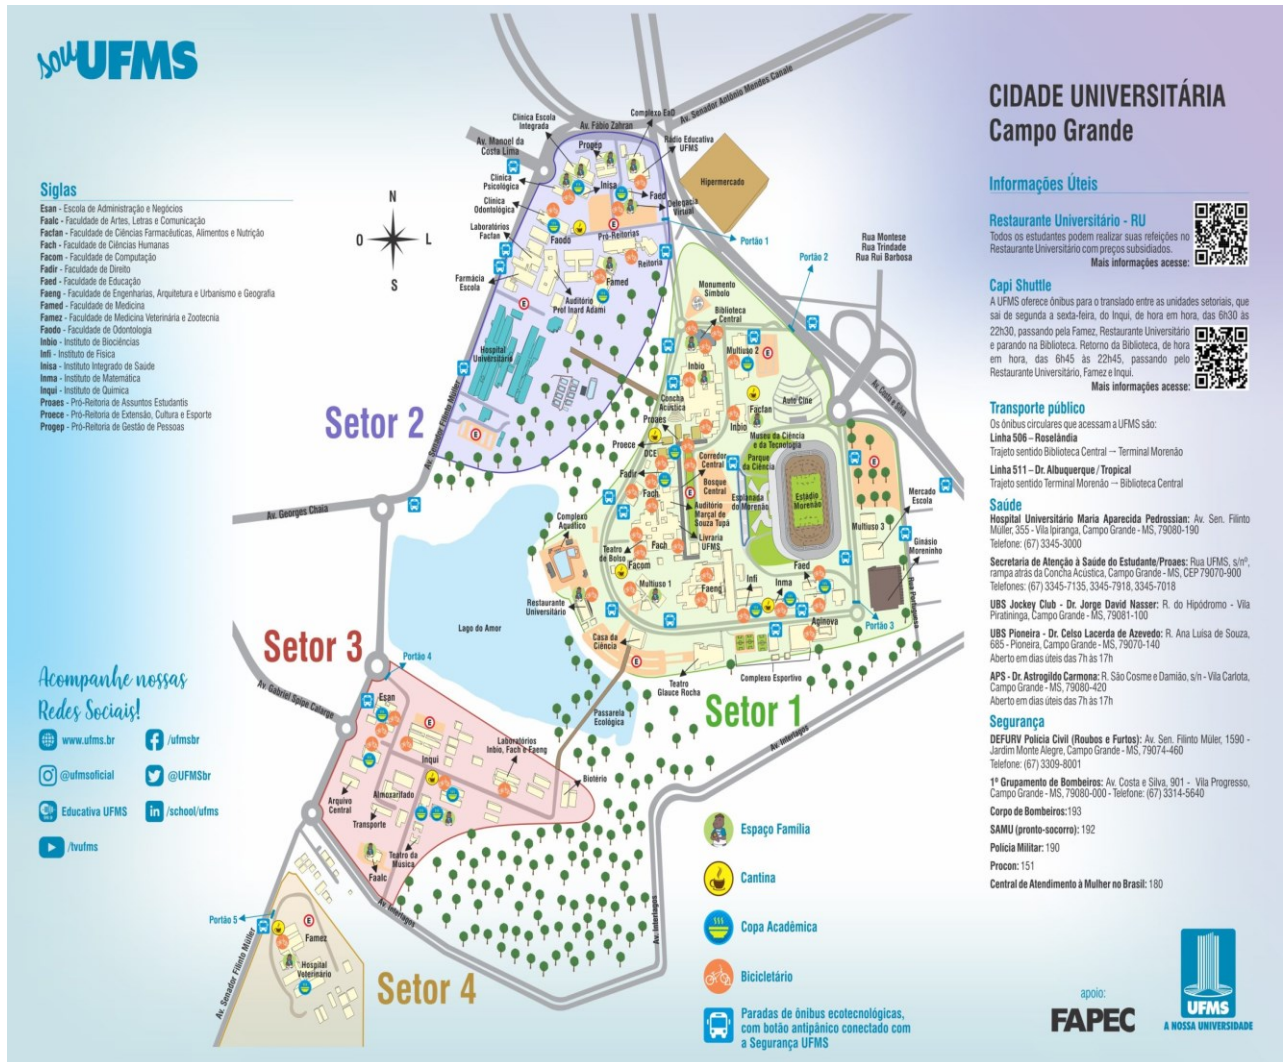 souUFMS
Siglas
Esan - Escola de Administração e Negócios
Faalc - Faculdade de Artes, Letras e Comunicação
Facfan - Faculdade de Ciências Farmacêuticas, Alimentos e Nutrição
Fach - Faculdade de Ciências Humanas
Facom - Faculdade de Computação
Fadir - Faculdade de Direito
Faed - Faculdade de Educação
Faeng - Faculdade de Engenharias, Arquitetura e Urbanismo e Geografia
Famed - Faculdade de Medicina
Famez - Faculdade de Medicina Veterinária e Zootecnia
Faodo - Faculdade de Odontologia
Inbio - Instituto de Biociências
Infi - Instituto de Física
Inisa - Instituto Integrado de Saúde
Inma - Instituto de Matemática
Inqui - Instituto de Química
Proaes - Pró-Reitoria de Assuntos Estudantis
Proece - Pró-Reitoria de Extensão, Cultura e Esporte
Progep - Pró-Reitoria de Gestão de Pessoas
Acompanhe nossas
Redes Sociais!
www.ufms.br
/ufmsbr
@ufmsoficial
@UFMSbr
Educativa UFMS
/school/ufms
/tvufms
N
O
L
S
Av. Senador Antônio Mendes Canale
Complexo EaD
Clínica Escola
Integrada
Av. Fábio Zahran
Av. Manoel da
Costa Lima
Progep
Rádio Educativa
UFMS
Hipermercado
Clínica
Psicológica
Inisa
Faed
Clínica
Odontológica
Delegacia
Virtual
Laboratórios
Facfan
Faodo
Pró-Reitorias
Portão 1
Reitoria
Farmácia
Escola
Famed
Auditório
Prof Inard Adami
Hospital
Universitário
Setor 2
Av. Senador Filinto Müller
Av. Georges Chaia
Rua Montese
Rua Trindade
Rua Rui Barbosa
Portão 2
Monumento
Símbolo
Biblioteca
Central
Multiuso 2
Inbio
Concha
Acústica
Auto Cine
Facfan
Inbio
Av. Costa e Silva
Proaes
Museu da Ciência
e da Tecnologia
Proece
DCE
Corredor
Central
Parque
da Ciência
Fadir
Bosque
Central
Fach
Esplanada
do Morenão
Estádio
Morenão
Mercado
Escola
Auditório
Marçal de
Souza Tupã
Multiuso 3
Complexo
Aquático
Livraria
UFMS
Ginásio
Moreninho
Teatro
de Bolso
Fach
Facom
Faed
Infi
Inma
Multiuso 1
Faeng
Rua Portuguesa
Restaurante
Universitário
Aginova
Portão 3
Lago do Amor
Casa da
Ciência
Complexo Esportivo
Teatro
Glauce Rocha
Setor 1
Passarela
Ecológica
Av. Interlagos
Setor 3
Portão 4
Av. Gabriel Spipe Calarge
Esan
Laboratórios
Inbio, Fach e Faeng
Inqui
Biotério
Almoxarifado
Arquivo
Central
Transporte
Teatro da
Música
Faalc
Av. Interlagos
Av. Interlagos
Portão 5
Famez
Hospital
Veterinário
Av. Senador Filinto Müller
Setor 4
E
E
E
E
E
E
E
E
E
Espaço Família
Cantina
Copa Acadêmica
Bicicletário
Paradas de ônibus ecotecnológicas,
com botão antipânico conectado com
a Segurança UFMS
CIDADE UNIVERSITÁRIA
Campo Grande
Informações Úteis
Restaurante Universitário - RU
Todos os estudantes podem realizar suas refeições no
Restaurante Universitário com preços subsidiados.
Mais informações acesse:
Capi Shuttle
A UFMS oferece ônibus para o translado entre as unidades setoriais, que
sai de segunda a sexta-feira, do Inqui, de hora em hora, das 6h30 às
22h30, passando pela Famez, Restaurante Universitário
e parando na Biblioteca. Retorno da Biblioteca, de hora
em hora, das 6h45 às 22h45, passando pelo
Restaurante Universitário, Famez e Inqui.
Mais informações acesse:
Transporte público
Os ônibus circulares que acessam a UFMS são:
Linha 506 – Roselândia
Trajeto sentido Biblioteca Central → Terminal Morenão
Linha 511 – Dr. Albuquerque / Tropical
Trajeto sentido Terminal Morenão → Biblioteca Central
Saúde
Hospital Universitário Maria Aparecida Pedrossian: Av. Sen. Filinto
Müller, 355 - Vila Ipiranga, Campo Grande - MS, 79080-190
Telefone: (67) 3345-3000
Secretaria de Atenção à Saúde do Estudante/Proaes: Rua UFMS, s/nº,
rampa atrás da Concha Acústica, Campo Grande - MS, CEP 79070-900
Telefones: (67) 3345-7135, 3345-7918, 3345-7018
UBS Jockey Club - Dr. Jorge David Nasser: R. do Hipódromo - Vila
Piratininga, Campo Grande - MS, 79081-100
UBS Pioneira - Dr. Celso Lacerda de Azevedo: R. Ana Luísa de Souza,
685 - Pioneira, Campo Grande - MS, 79070-140
Aberto em dias úteis das 7h às 17h
APS - Dr. Astrogildo Carmona: R. São Cosme e Damião, s/n - Vila Carlota,
Campo Grande - MS, 79080-420
Aberto em dias úteis das 7h às 17h
Segurança
DEFURV Polícia Civil (Roubos e Furtos): Av. Sen. Filinto Müler, 1590 -
Jardim Monte Alegre, Campo Grande - MS, 79074-460
Telefone: (67) 3309-8001
1º Grupamento de Bombeiros: Av. Costa e Silva, 901 - Vila Progresso,
Campo Grande - MS, 79080-000 - Telefone: (67) 3314-5640
Corpo de Bombeiros:193
SAMU (pronto-socorro): 192
Polícia Militar: 190
Procon: 151
Central de Atendimento à Mulher no Brasil: 180
apoio:
FAPEC
UFMS
A NOSSA UNIVERSIDADE